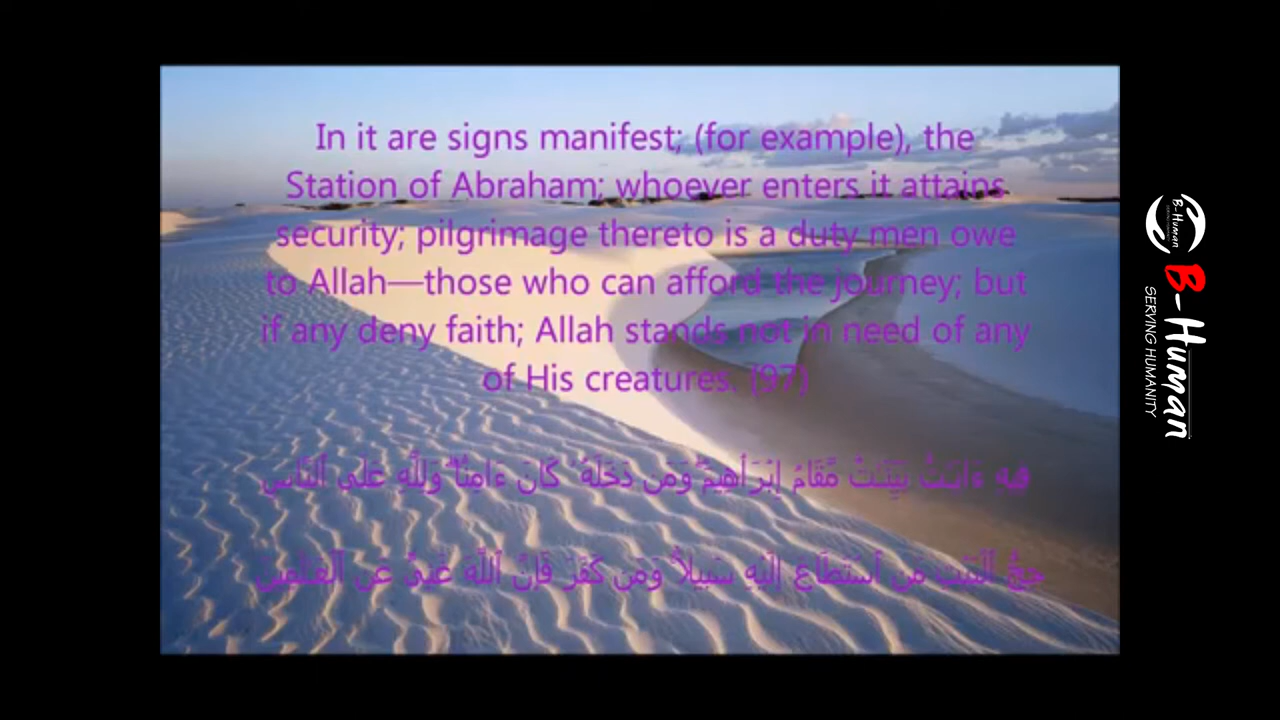 In it are signs manifest; (for example), the
Station of Abraham; whoever enters it attains
security; pilgrimage thereto is a duty men owe
to Allah—those who can afford the journey; but
if any deny faith; Allah stands not in need of any
of His creatures. (97)
فِيهِ ءَايَـٰتُۢ بَيِّنَـٰتٌ مَّقَامُ إِبْرَٲهِيمَ‌ۖ وَمَن دَخَلَهُ ۥ كَانَ ءَامِنً۬ا‌ۗ وَلِلَّهِ عَلَى ٱلنَّاسِ
حِجُّ ٱلْبَيْتِ مَنِ ٱسْتَطَاعَ إِلَيْهِ سَبِيلاً۬‌ۚ وَمَن كَفَرَ فَإِنَّ ٱللَّهَ غَنِىٌّ عَنِ ٱلْعَـٰلَمِينَ
B-Human
B-Human
SERVING HUMANITY